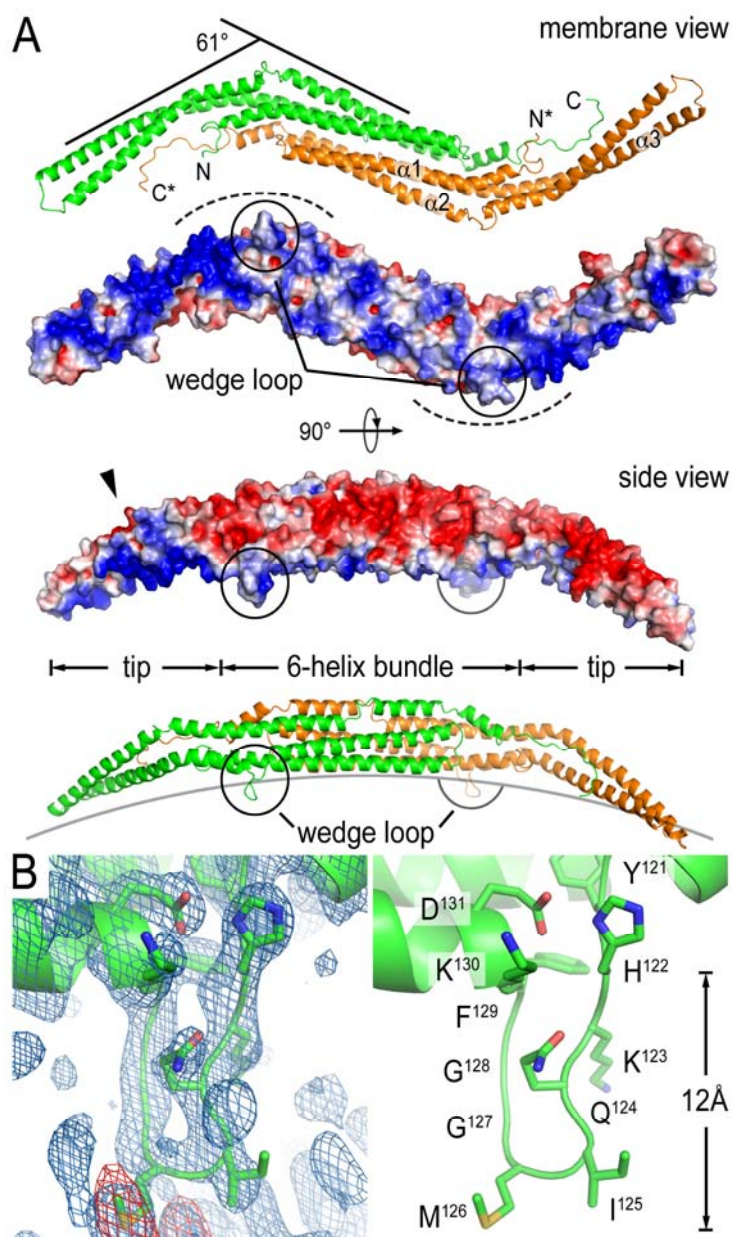 A
membrane view
61°
C
N*
α3
N
α1
C*
α2
wedge loop
90°
side view
tip
6-helix bundle
tip
wedge loop
B
Y121
D131
K130
H122
F129
K123
G128
12Å
Q124
G127
M126
I125